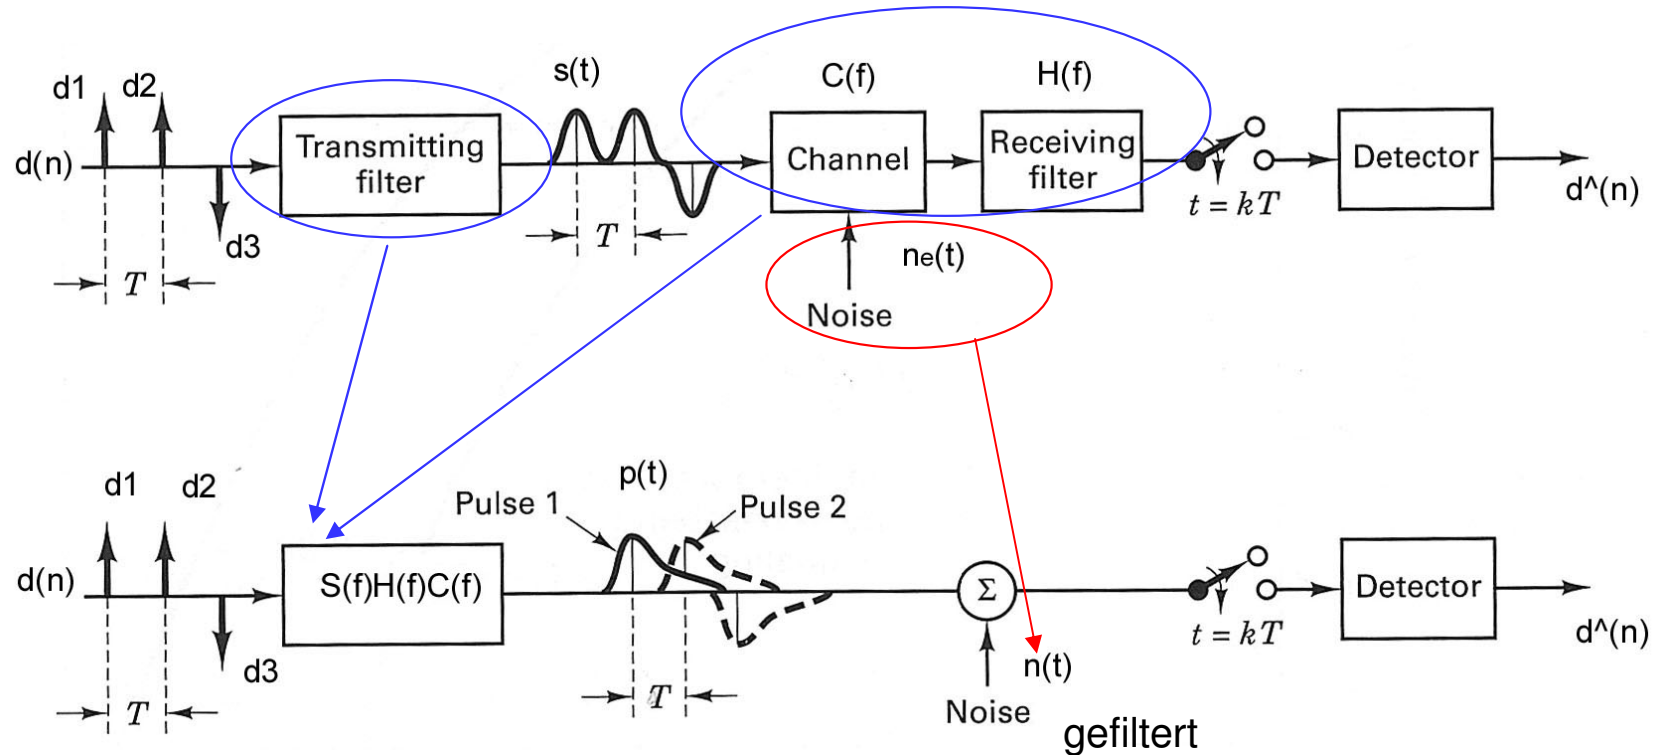 s(t)
C(f)
H(f)
d1
d2
d(n)
Transmitting
filter
Channel
Receiving
filter
Detector
d^(n)
t = kT
d3
T
T
ne(t)
Noise
p(t)
d1
d2
Pulse 1
Pulse 2
d(n)
S(f)H(f)C(f)
Σ
Detector
d^(n)
t = kT
d3
T
T
n(t)
Noise
gefiltert